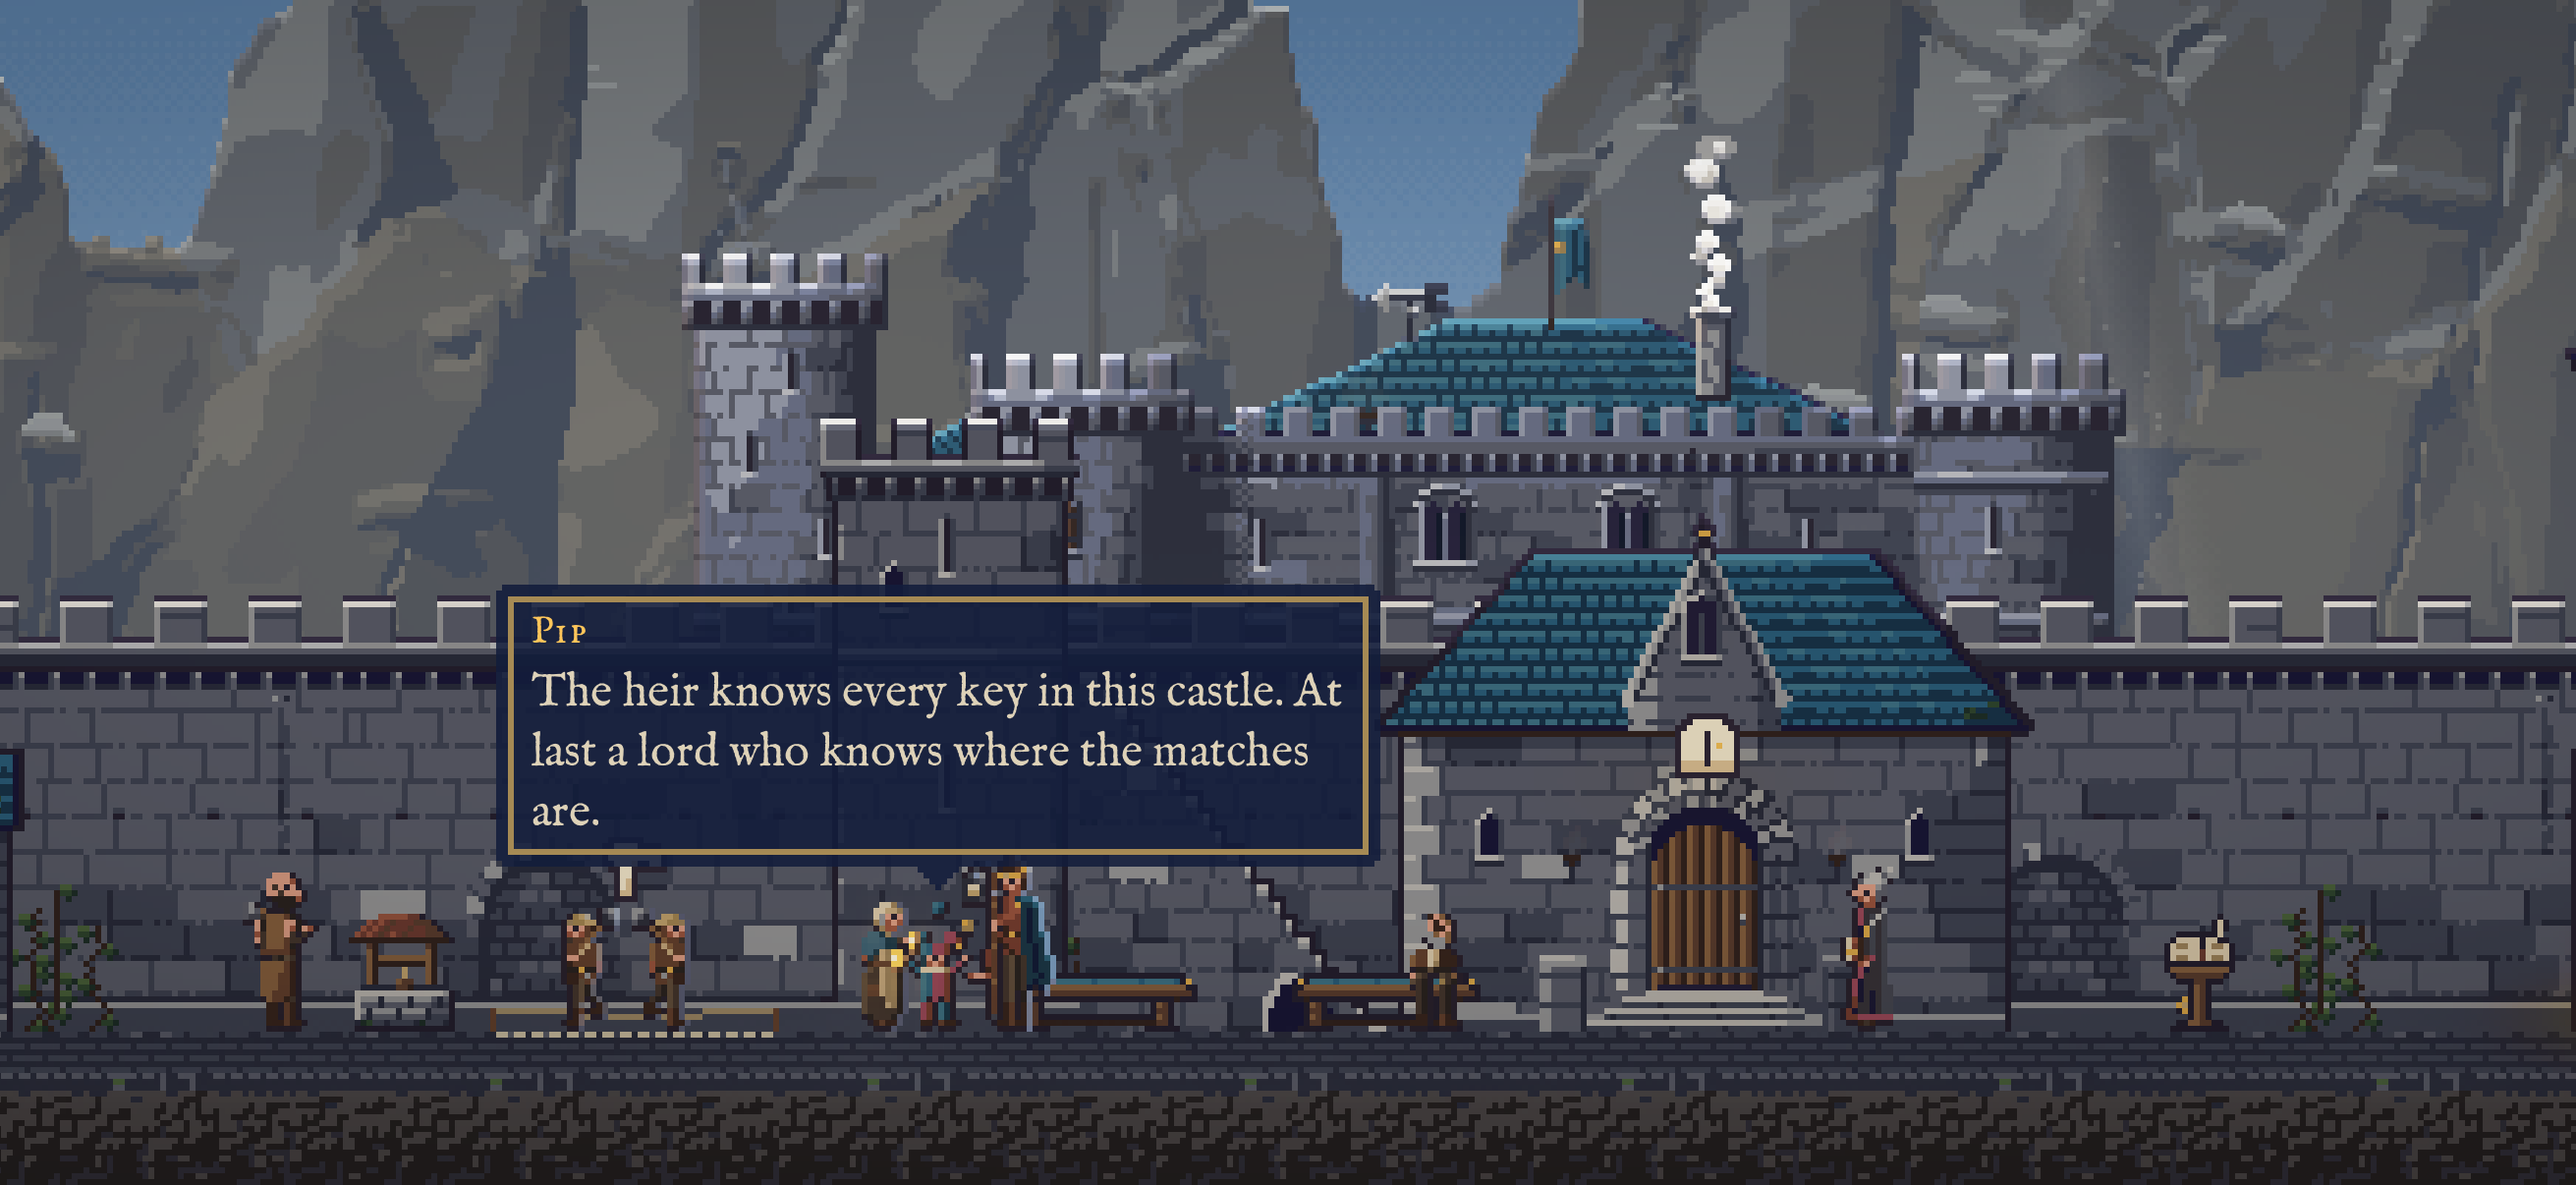 Pip
The heir knows every key in this castle. At
last a lord who knows where the matches
are.